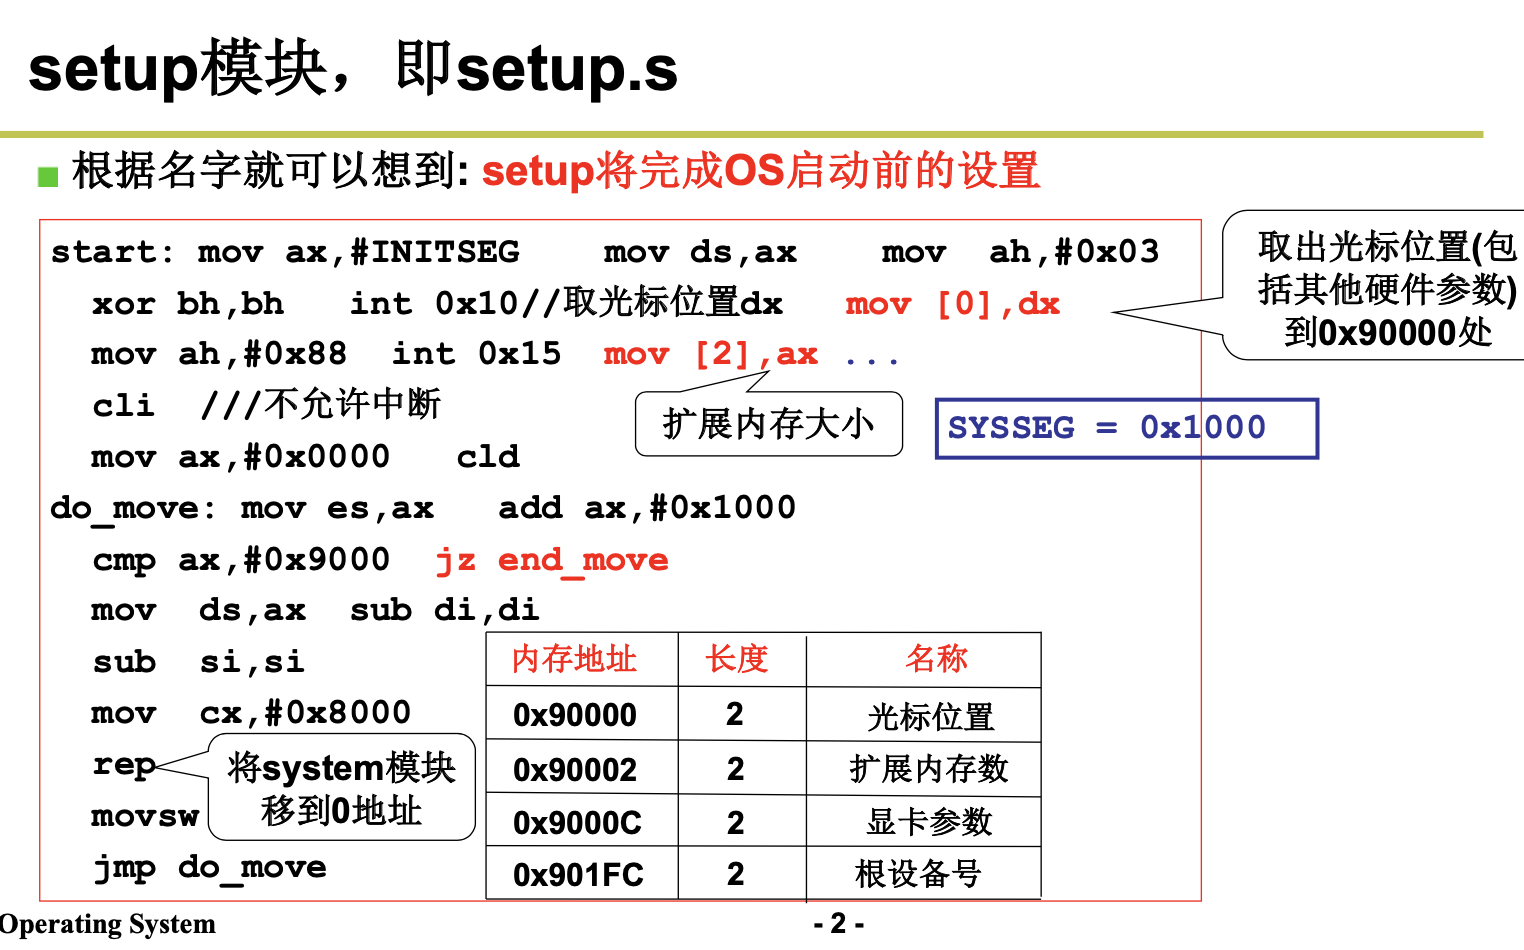 setup模块，即setup.s
根据名字就可以想到: setup将完成OS启动前的设置
start: mov ax,#INITSEG    mov ds,ax    mov  ah,#0x03
xor bh,bh   int 0x10//取光标位置dx   mov [0],dx
mov ah,#0x88  int 0x15  mov [2],ax ...
cli  ///不允许中断
mov ax,#0x0000   cld
do_move: mov es,ax   add ax,#0x1000
cmp ax,#0x9000  jz end_move
mov  ds,ax  sub di,di
sub  si,si
mov  cx,#0x8000
rep
movsw
jmp do_move
取出光标位置(包
括其他硬件参数)
到0x90000处
扩展内存大小
SYSSEG = 0x1000
将system模块
移到0地址
内存地址 长度 名称
0x90000 2 光标位置
0x90002 2 扩展内存数
0x9000C 2 显卡参数
0x901FC 2 根设备号
Operating System
- 2 -